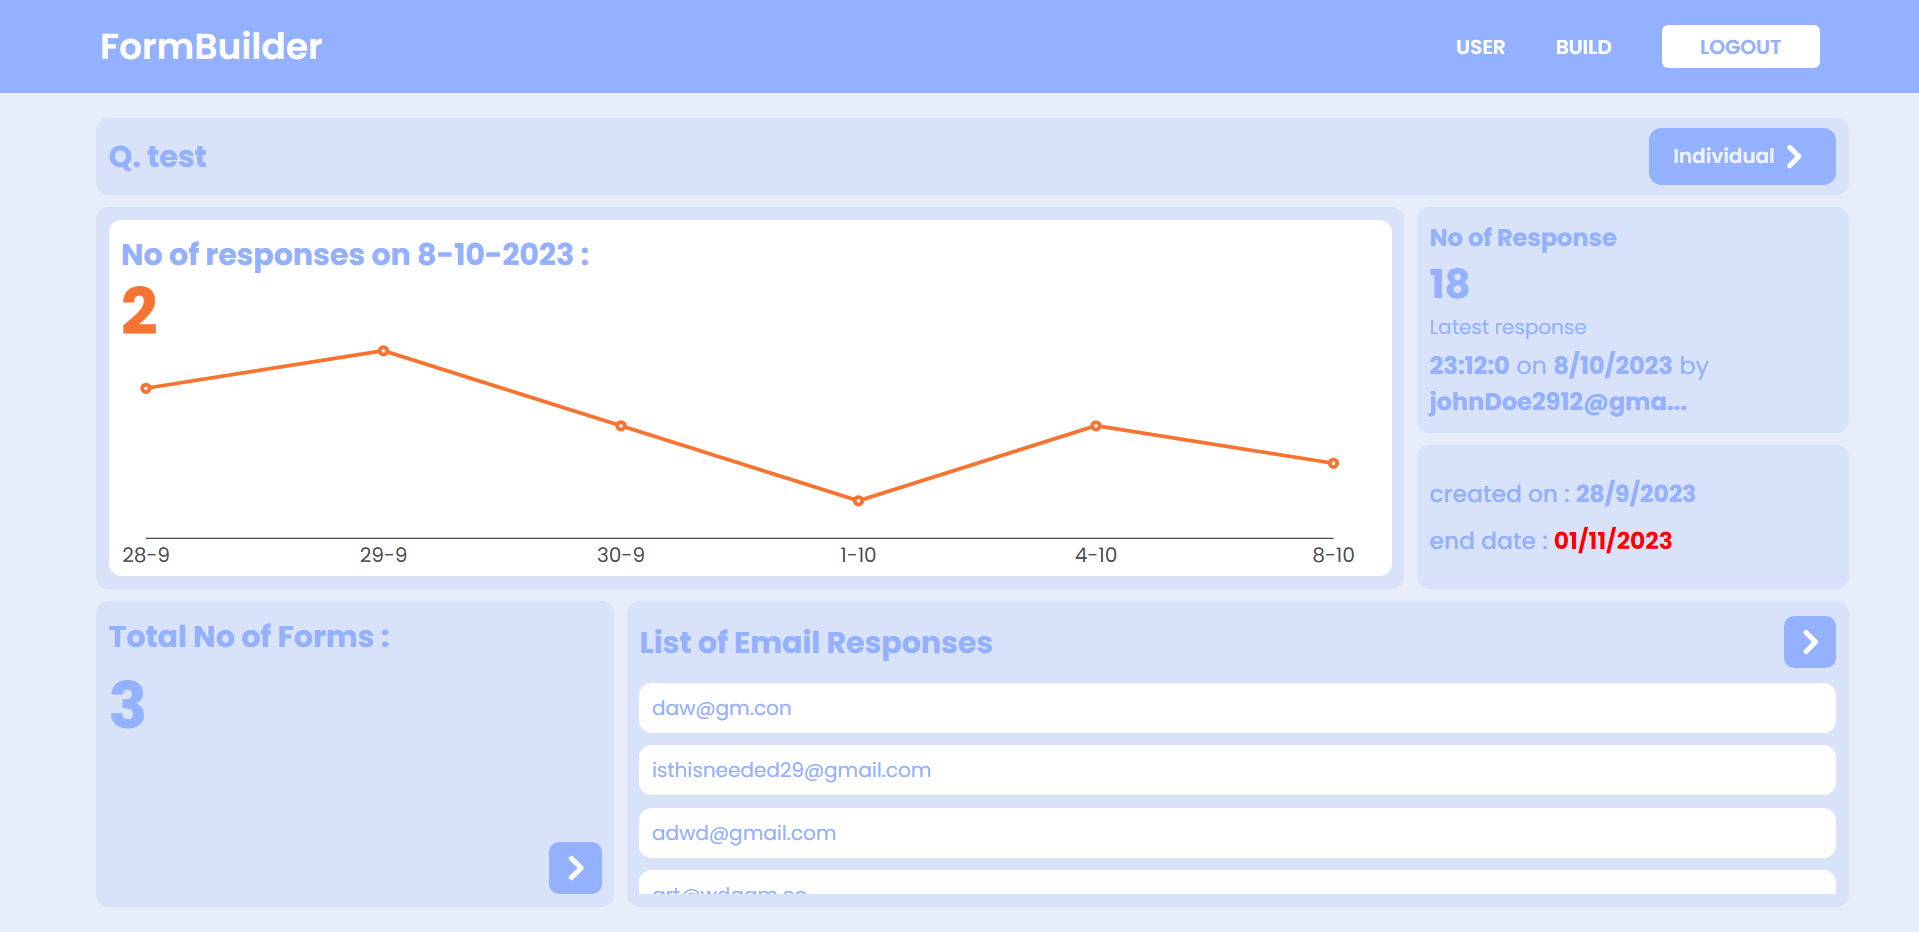 FormBuilder
USER
BUILD
LOGOUT
Q. test
Individual
No of responses on 8-10-2023 :
2
28-9
29-9
30-9
1-10
4-10
8-10
No of Response
18
Latest response
23:12:0 on 8/10/2023 by
johnDoe2912@gma...
created on : 28/9/2023
end date : 01/11/2023
Total No of Forms :
3
List of Email Responses
daw@gm.con
isthisneeded29@gmail.com
adwd@gmail.com